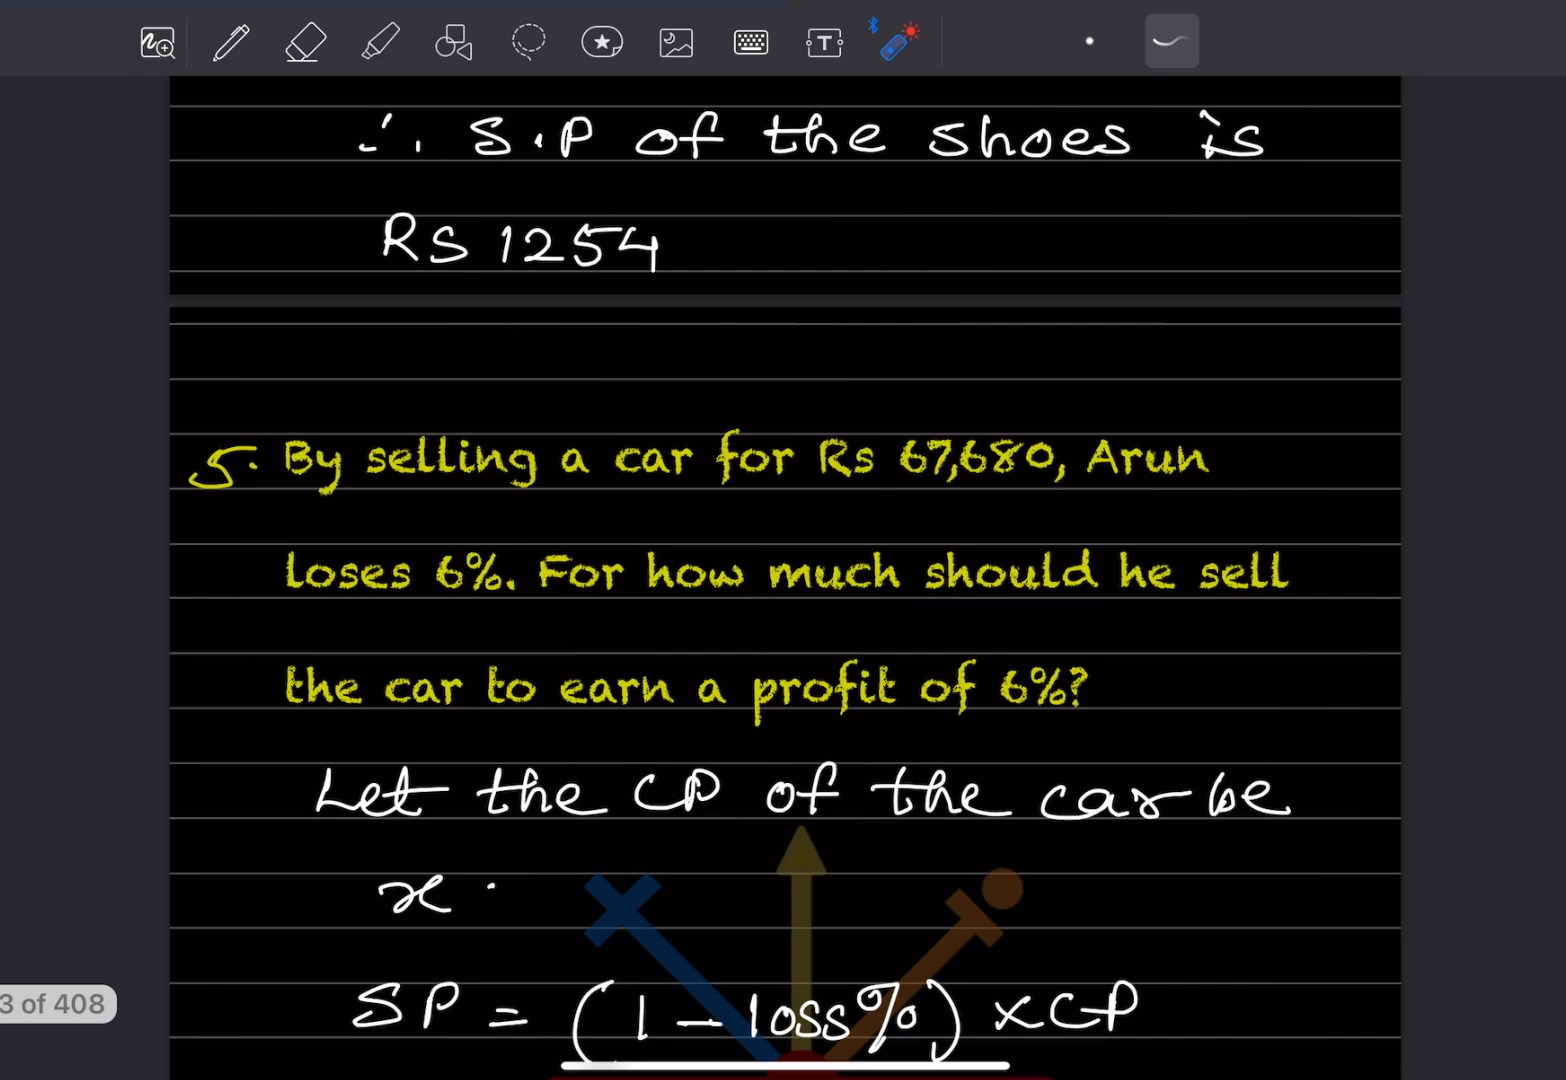 ∴ S.P of the shoes is
RS 1254
5. By selling a car for Rs 67,680, Arun
loses 6%. For how much should he sell
the car to earn a profit of 6%?
Let the CP of the car be
x.
3 of 408
SP = (1 - loss%) × CP